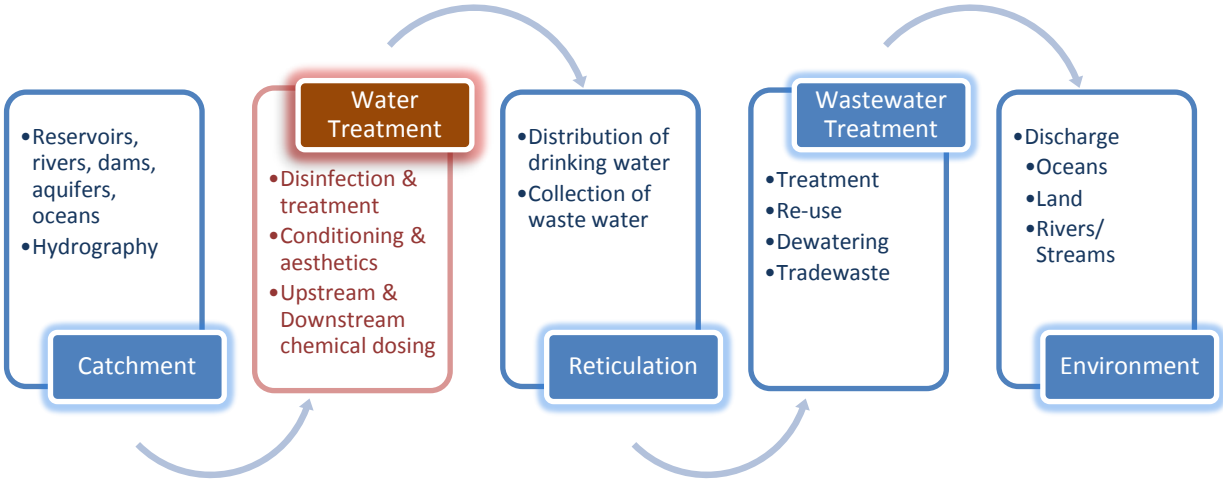 •Reservoirs,
rivers, dams,
aquifers,
oceans
•Hydrography
Catchment
Water
Treatment
•Disinfection &
treatment
•Conditioning &
aesthetics
•Upstream &
Downstream
chemical dosing
•Distribution of
drinking water
•Collection of
waste water
Reticulation
Wastewater
Treatment
•Treatment
•Re-use
•Dewatering
•Tradewaste
•Discharge
•Oceans
•Land
•Rivers/
Streams
Environment